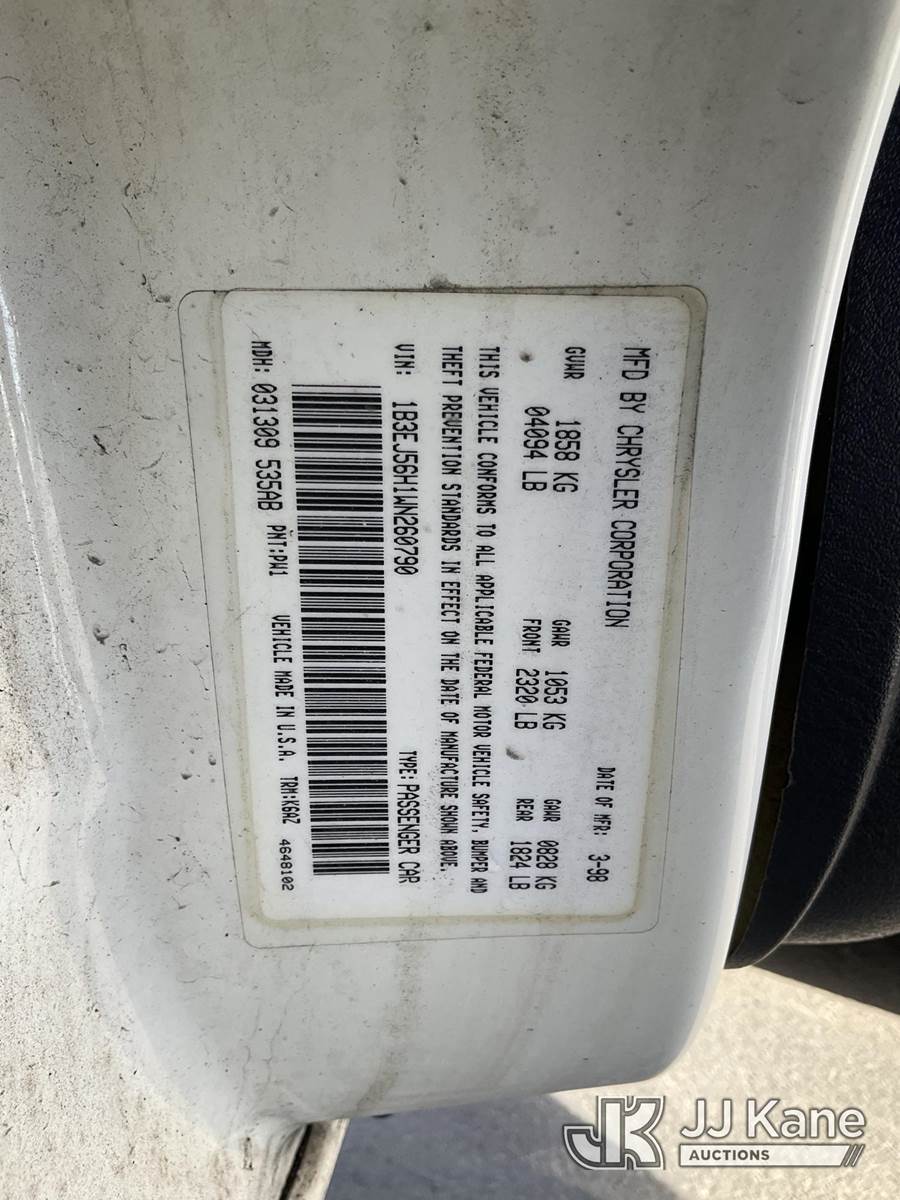 MFD BY CHRYSLER CORPORATION
DATE OF MFR: 3-98
GVWR 1858 KG
04094 LB
GAWR 1053 KG
FRONT 2320 LB
GAWR 0828 KG
REAR 1824 LB
THIS VEHICLE CONFORMS TO ALL APPLICABLE FEDERAL MOTOR VEHICLE SAFETY, BUMPER AND
THEFT PREVENTION STANDARDS IN EFFECT ON THE DATE OF MANUFACTURE SHOWN ABOVE.
VIN: 1B3EJ56H1WN260790
TYPE: PASSENGER CAR
MDH: 031309 535AB PNT:PW1 VEHICLE MADE IN U.S.A. TRM:K6AZ
4648102
JK JJ Kane
AUCTIONS